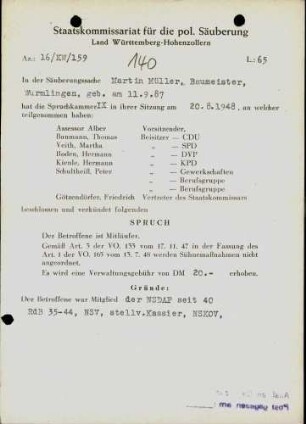 Staatskommissariat für die pol. Säuberung
Land Württemberg-Hohenzollern
Az.: 16/XV/159
140
L.: 65
In der Säuberungssache Martin Müller, Baumeister,
Wurmlingen, geb. am 11.9.87
hat die Spruchkammer IX in ihrer Sitzung am 20.8.1948, an welcher
teilgenommen haben:
Assessor Alber Vorsitzender,
Baumann, Thomas Beisitzer — CDU
Veith, Martha „ — SPD
Boden, Hermann „ — DVP
Kienle, Hermann „ — KPD
Schultheiß, Peter „ — Gewerkschaften
„ — Berufsgruppe
„ — Berufsgruppe
Götzendörfer, Friedrich Vertreter des Staatskommissars
beschlossen und verkündet folgenden
SPRUCH
Der Betroffene ist Mitläufer.
Gemäß Art. 3 der VO. 133 vom 17. 11. 47 in der Fassung des
Art. 1 der VO. 165 vom 13. 7. 48 werden Sühnemaßnahmen nicht
angeordnet.
Es wird eine Verwaltungsgebühr von DM 20.- erhoben.
Gründe:
Der Betroffene war Mitglied der NSDAP seit 40
RdB 35-44, NSV, stellv.Kassier, NSKOV,